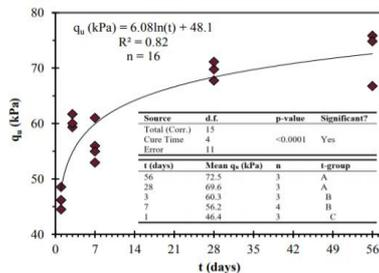 qᵤ (kPa) = 6.08ln(t) + 48.1
R² = 0.82
n = 16
80
70
60
50
40
qᵤ (kPa)
Source d.f. p-value Significant?
Total (Corr.) 15
Cure Time 4 <0.0001 Yes
Error 11
t (days) Mean qᵤ (kPa) n t-group
56 72.5 3 A
28 69.6 3 A
3 60.3 3 B
7 56.2 4 B
1 46.4 3 C
0 7 14 21 28 35 42 49 56
t (days)